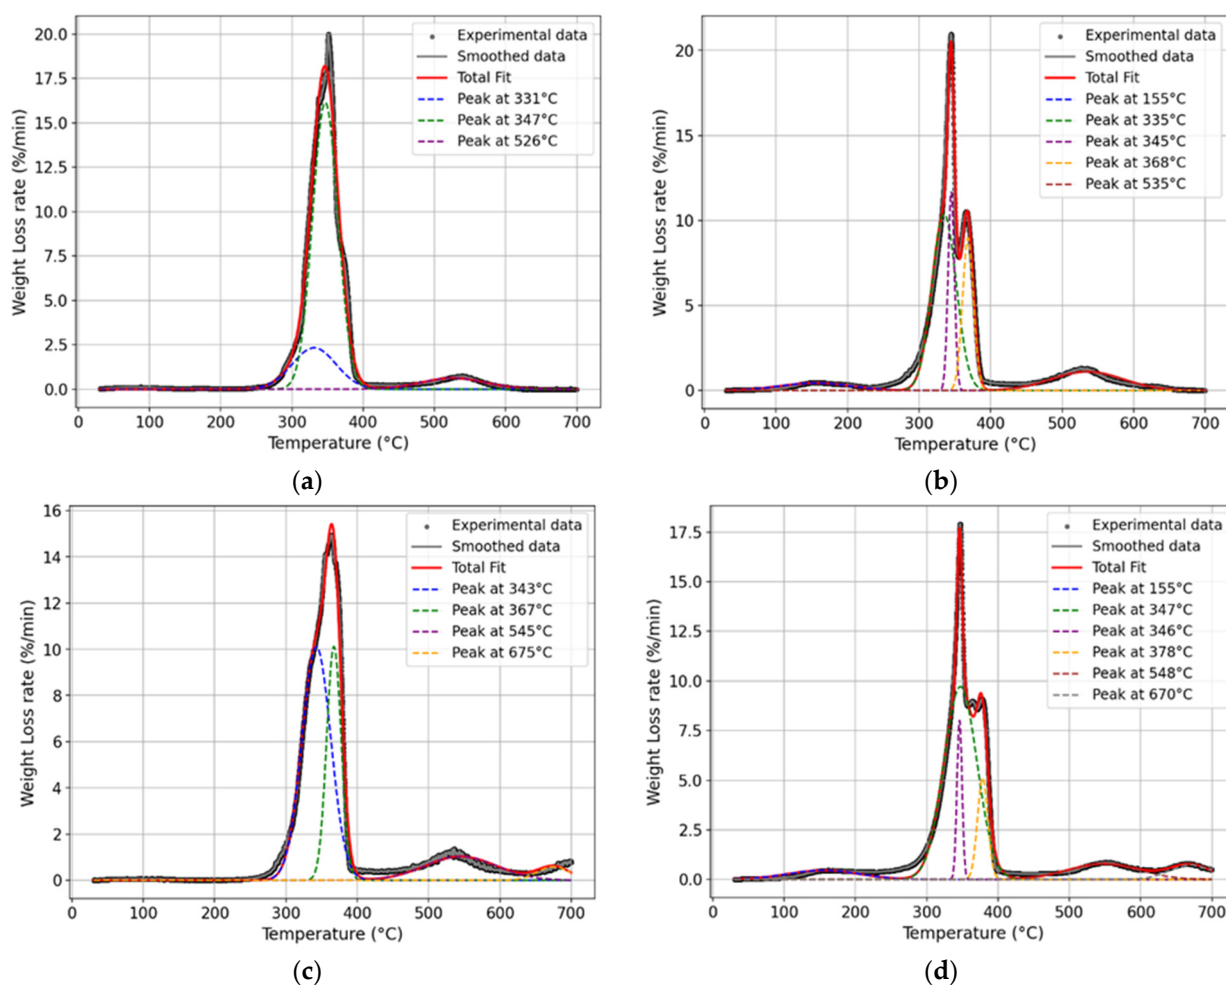 Weight Loss rate (%/min)
20.0
17.5
15.0
12.5
10.0
7.5
5.0
2.5
0.0
Experimental data
Smoothed data
Total Fit
Peak at 331°C
Peak at 347°C
Peak at 526°C
0 100 200 300 400 500 600 700
Temperature (°C)
(a)
Weight Loss rate (%/min)
20
15
10
5
0
Experimental data
Smoothed data
Total Fit
Peak at 155°C
Peak at 335°C
Peak at 345°C
Peak at 368°C
Peak at 535°C
0 100 200 300 400 500 600 700
Temperature (°C)
(b)
Weight Loss rate (%/min)
16
14
12
10
8
6
4
2
0
Experimental data
Smoothed data
Total Fit
Peak at 343°C
Peak at 367°C
Peak at 545°C
Peak at 675°C
0 100 200 300 400 500 600 700
Temperature (°C)
(c)
Weight Loss rate (%/min)
17.5
15.0
12.5
10.0
7.5
5.0
2.5
0.0
Experimental data
Smoothed data
Total Fit
Peak at 155°C
Peak at 347°C
Peak at 346°C
Peak at 378°C
Peak at 548°C
Peak at 670°C
0 100 200 300 400 500 600 700
Temperature (°C)
(d)